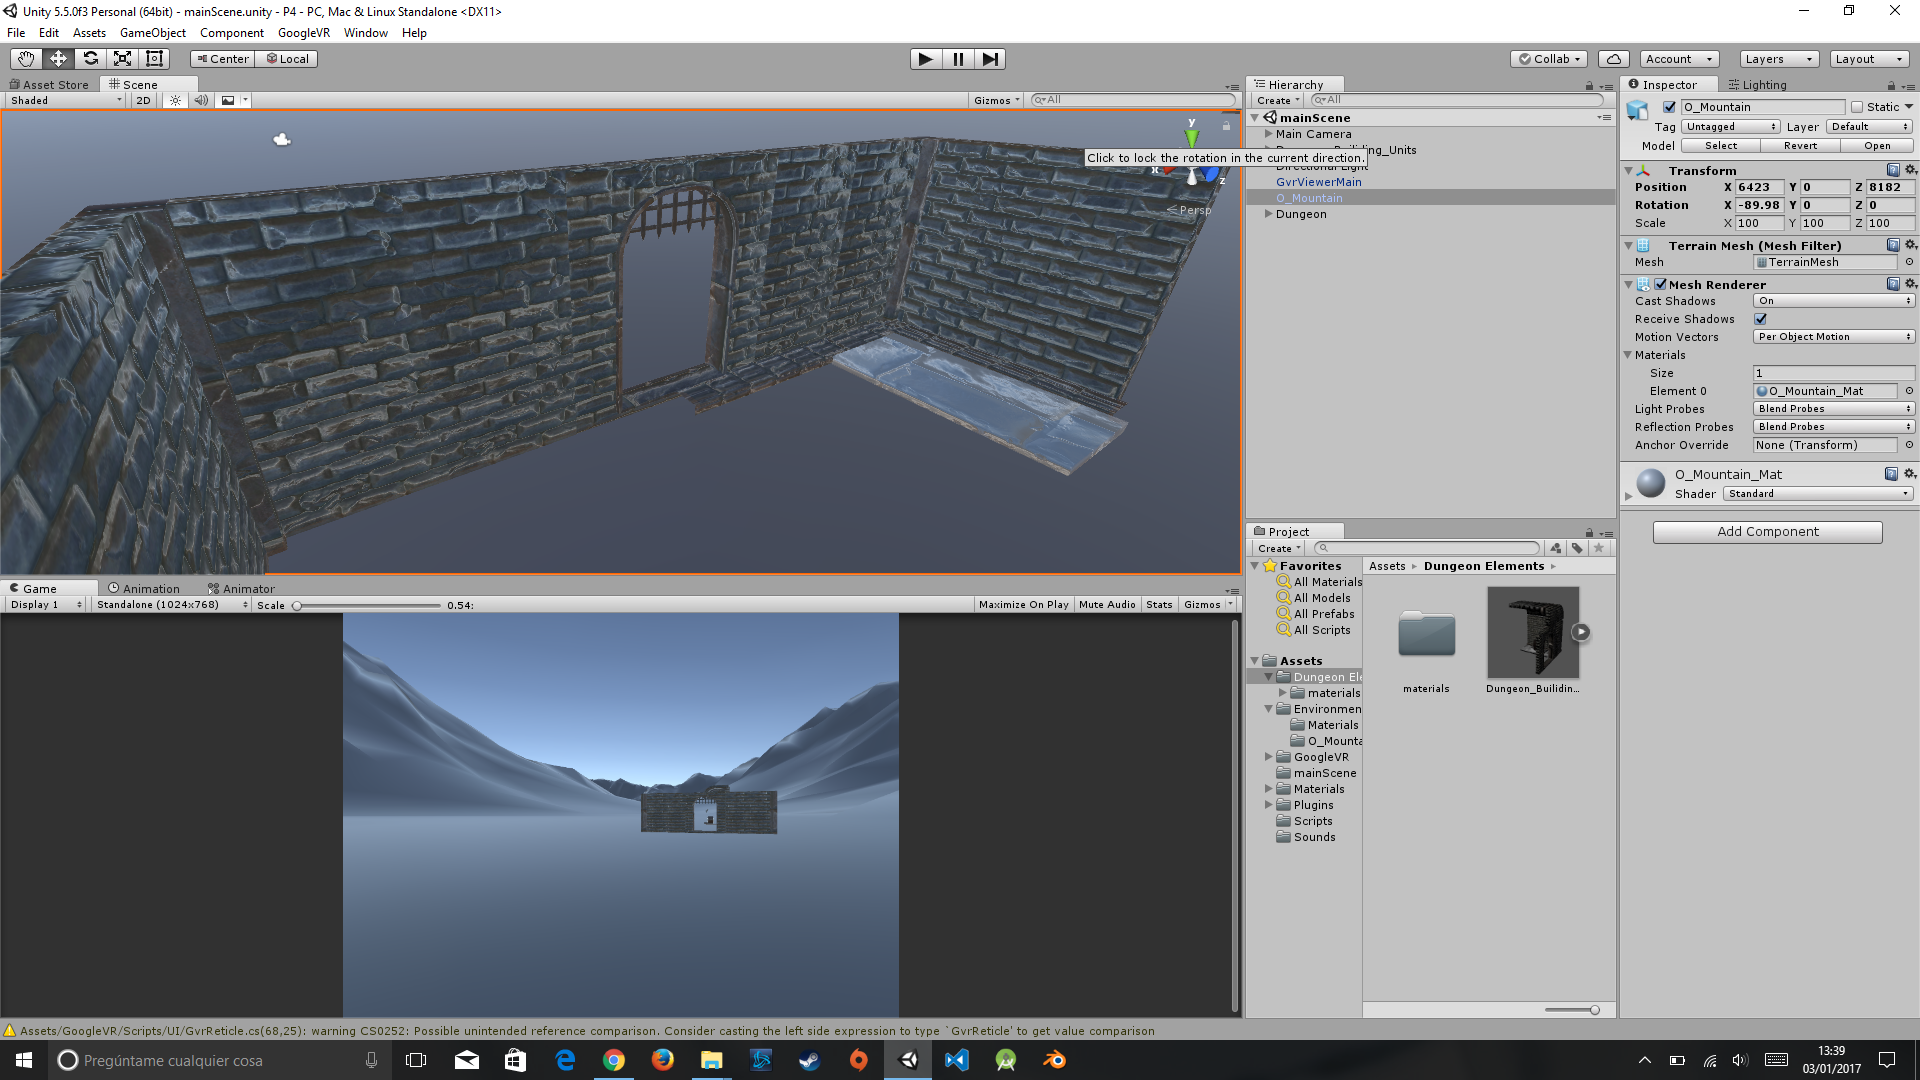 Unity 5.5.0f3 Personal (64bit) - mainScene.unity - P4 - PC, Mac & Linux Standalone <DX11>
File Edit Assets GameObject Component GoogleVR Window Help
Center Local
Collab Account Layers Layout
Asset Store Scene
Shaded 2D Gizmos All
y
x
z
Persp
Click to lock the rotation in the current direction.
Hierarchy
Create All
mainScene
Main Camera
GvrViewerMain
O_Mountain
Dungeon
Inspector Lighting
O_Mountain Static
Tag Untagged Layer Default
Model Select Revert Open
Transform
Position X 6423 Y 0 Z 8182
Rotation X -89.98 Y 0 Z 0
Scale X 100 Y 100 Z 100
Terrain Mesh (Mesh Filter)
Mesh TerrainMesh
Mesh Renderer
Cast Shadows On
Receive Shadows
Motion Vectors Per Object Motion
Materials
Size 1
Element 0 O_Mountain_Mat
Light Probes Blend Probes
Reflection Probes Blend Probes
Anchor Override None (Transform)
O_Mountain_Mat
Shader Standard
Add Component
Project
Create
Favorites
All Materials
All Models
All Prefabs
All Scripts
Assets
Dungeon Ele
materials
Environmen
Materials
O_Mounta
GoogleVR
mainScene
Materials
Plugins
Scripts
Sounds
Assets Dungeon Elements
materials
Dungeon_Builidin...
Game Animation Animator
Display 1 Standalone (1024x768) Scale 0.54: Maximize On Play Mute Audio Stats Gizmos
Assets/GoogleVR/Scripts/UI/GvrReticle.cs(68,25): warning CS0252: Possible unintended reference comparison. Consider casting the left side expression to type `GvrReticle' to get value comparison
Pregúntame cualquier cosa
13:39
03/01/2017